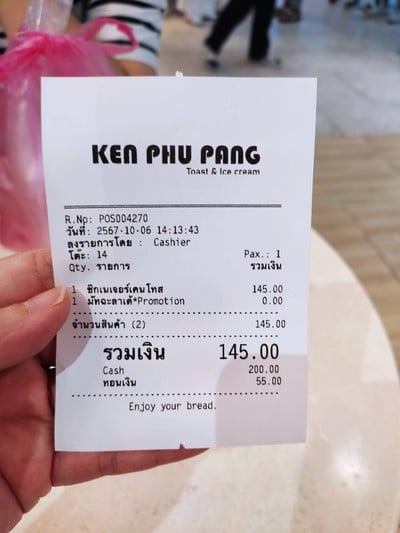 KEN PHU PANG
Toast & Ice cream
R.No: POS004270
วันที่: 2567-10-06 14:13:43
ลงรายการโดย : Cashier
โต๊ะ: 14 Pax.: 1
Qty. รายการ รวมเงิน
1 ซิกเนเจอร์เคนโทส 145.00
1 มัทฉะลาเต้*Promotion 0.00
จำนวนสินค้า (2) 145.00
รวมเงิน 145.00
Cash 200.00
ทอนเงิน 55.00
Enjoy your bread.